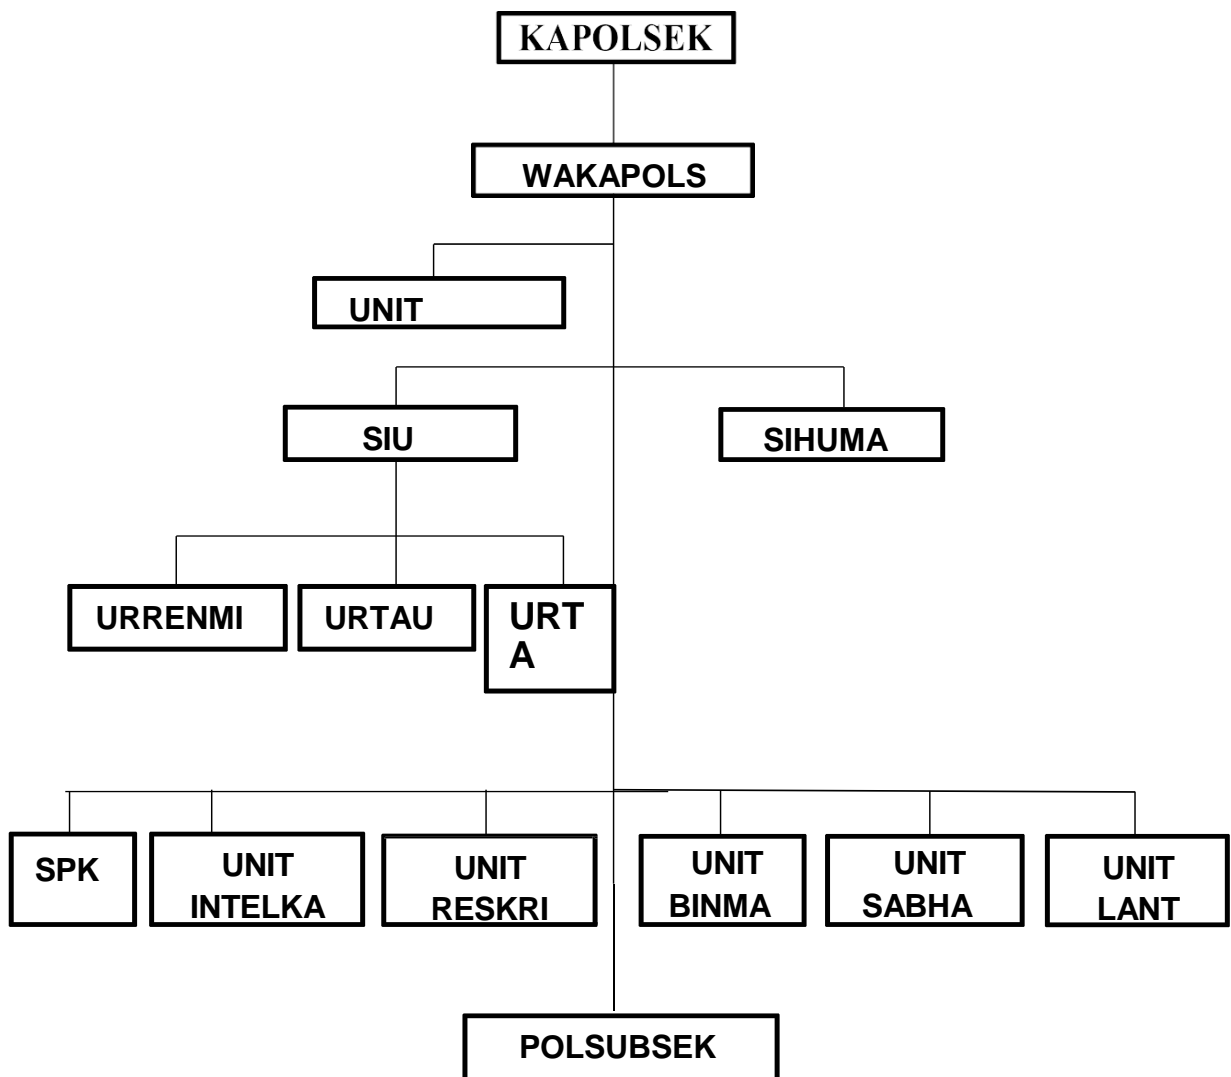 KAPOLSEK
WAKAPOLS
UNIT
SIU
SIHUMA
URRENMI
URTAU
URT
A
SPK
UNIT
INTELKA
UNIT
RESKRI
UNIT
BINMA
UNIT
SABHA
UNIT
LANT
POLSUBSEK